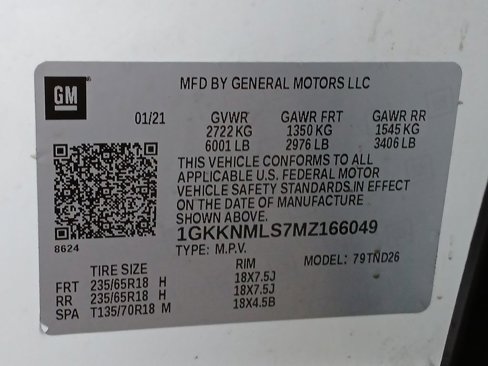 GM
MFD BY GENERAL MOTORS LLC
01/21 GVWR GAWR FRT GAWR RR
2722 KG 1350 KG 1545 KG
6001 LB 2976 LB 3406 LB
THIS VEHICLE CONFORMS TO ALL
APPLICABLE U.S. FEDERAL MOTOR
VEHICLE SAFETY STANDARDS IN EFFECT
ON THE DATE OF MANUFACTURE
SHOWN ABOVE.
8624
1GKKNMLS7MZ166049
TYPE: M.P.V. MODEL: 79TND26
TIRE SIZE RIM
FRT 235/65R18 H 18X7.5J
RR 235/65R18 H 18X7.5J
SPA T135/70R18 M 18X4.5B